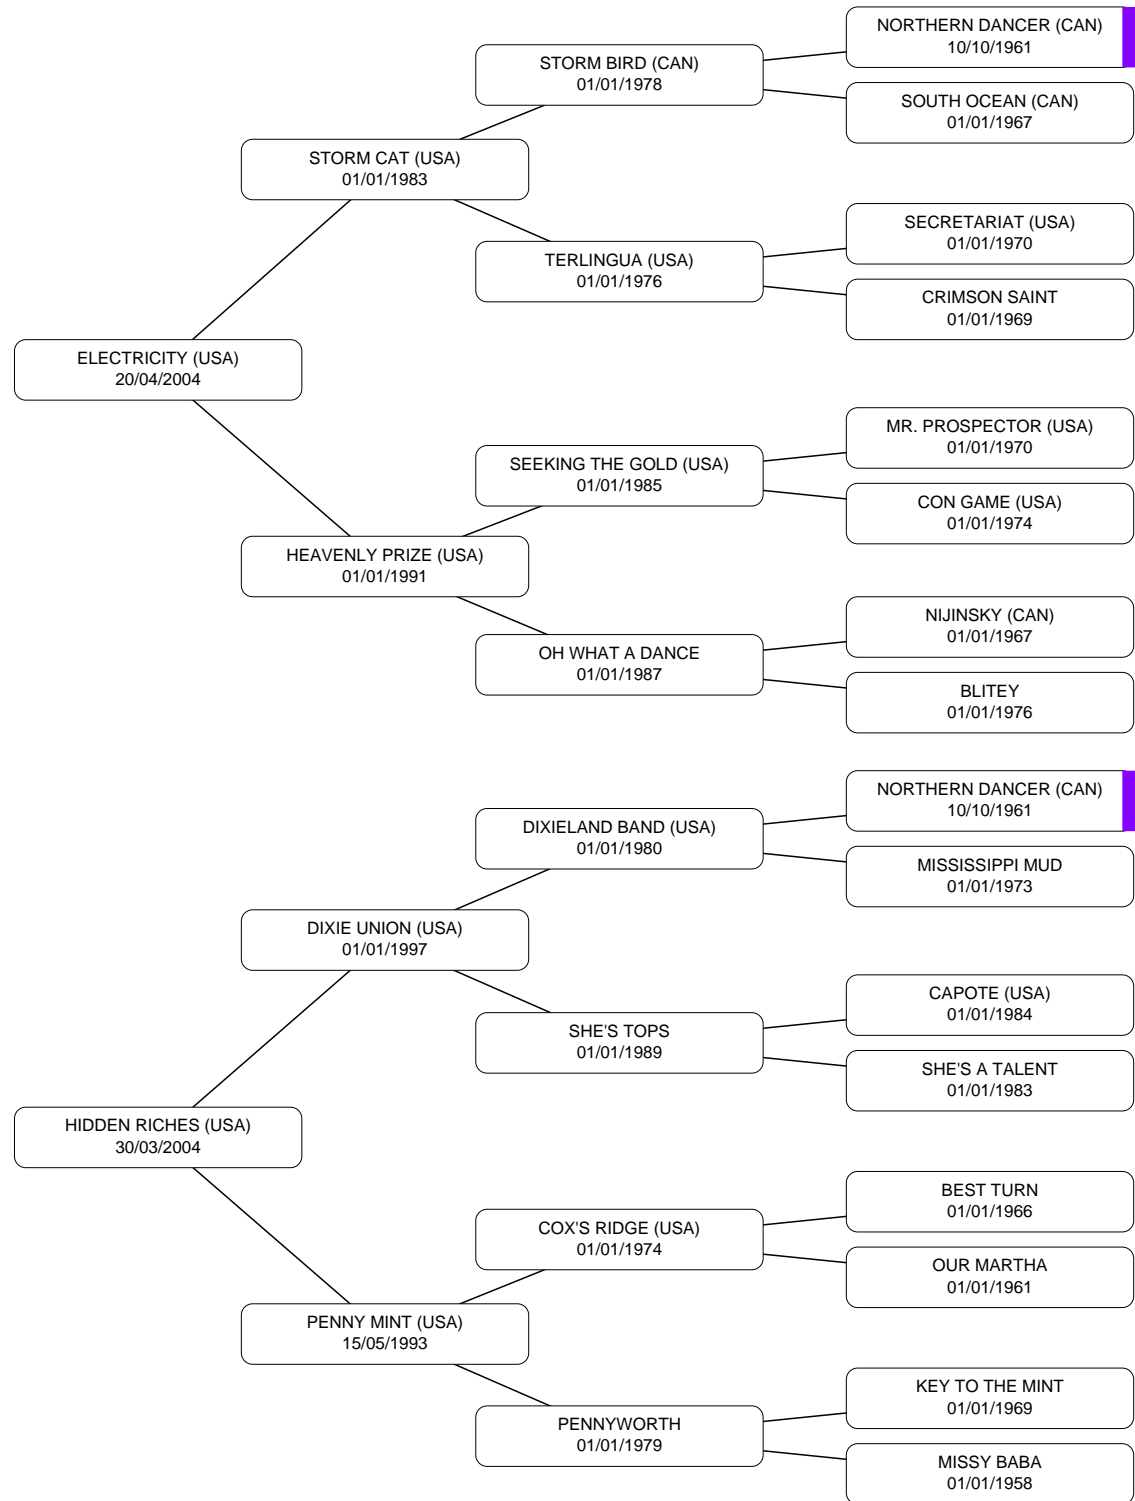 NORTHERN DANCER (CAN)
10/10/1961
STORM BIRD (CAN)
01/01/1978
SOUTH OCEAN (CAN)
01/01/1967
STORM CAT (USA)
01/01/1983
SECRETARIAT (USA)
01/01/1970
TERLINGUA (USA)
01/01/1976
CRIMSON SAINT
01/01/1969
ELECTRICITY (USA)
20/04/2004
MR. PROSPECTOR (USA)
01/01/1970
SEEKING THE GOLD (USA)
01/01/1985
CON GAME (USA)
01/01/1974
HEAVENLY PRIZE (USA)
01/01/1991
NIJINSKY (CAN)
01/01/1967
OH WHAT A DANCE
01/01/1987
BLITEY
01/01/1976
NORTHERN DANCER (CAN)
10/10/1961
DIXIELAND BAND (USA)
01/01/1980
MISSISSIPPI MUD
01/01/1973
DIXIE UNION (USA)
01/01/1997
CAPOTE (USA)
01/01/1984
SHE'S TOPS
01/01/1989
SHE'S A TALENT
01/01/1983
HIDDEN RICHES (USA)
30/03/2004
BEST TURN
01/01/1966
COX'S RIDGE (USA)
01/01/1974
OUR MARTHA
01/01/1961
PENNY MINT (USA)
15/05/1993
KEY TO THE MINT
01/01/1969
PENNYWORTH
01/01/1979
MISSY BABA
01/01/1958